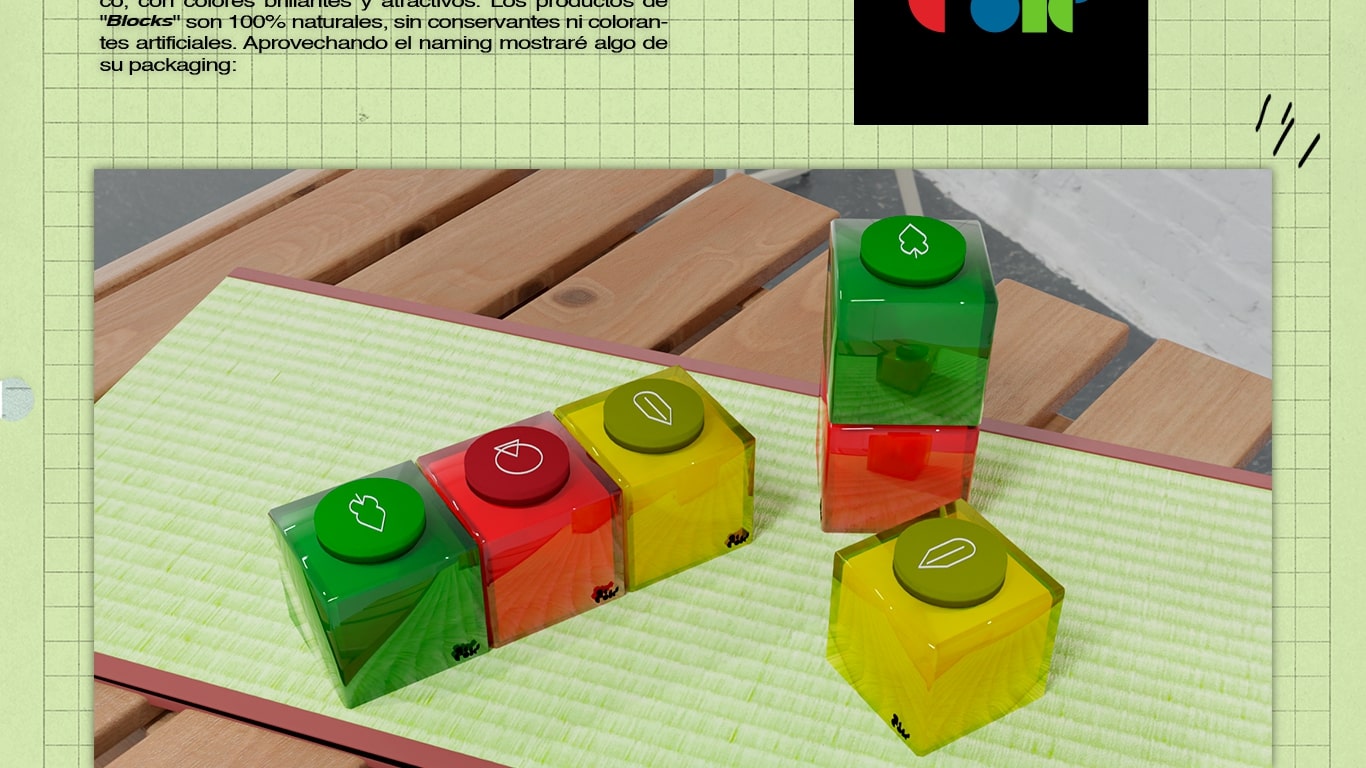 co, con colores brillantes y atractivos. Los productos de
"Blocks" son 100% naturales, sin conservantes ni coloran-
tes artificiales. Aprovechando el naming mostraré algo de
su packaging: